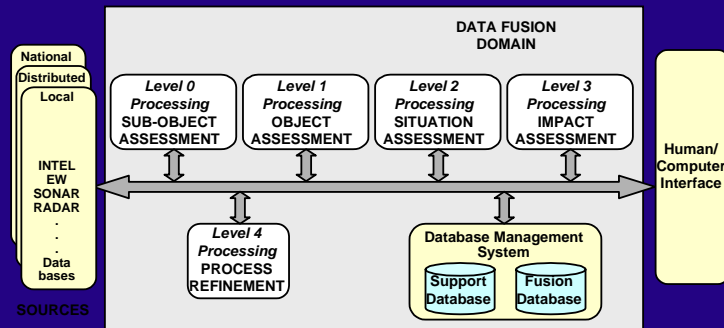 DATA FUSION
DOMAIN
National
Distributed
Local
INTEL
EW
SONAR
RADAR
.
.
.
Data
bases
SOURCES
Level 0
Processing
SUB-OBJECT
ASSESSMENT
Level 1
Processing
OBJECT
ASSESSMENT
Level 2
Processing
SITUATION
ASSESSMENT
Level 3
Processing
IMPACT
ASSESSMENT
Human/
Computer
Interface
Level 4
Processing
PROCESS
REFINEMENT
Database Management
System
Support
Database
Fusion
Database